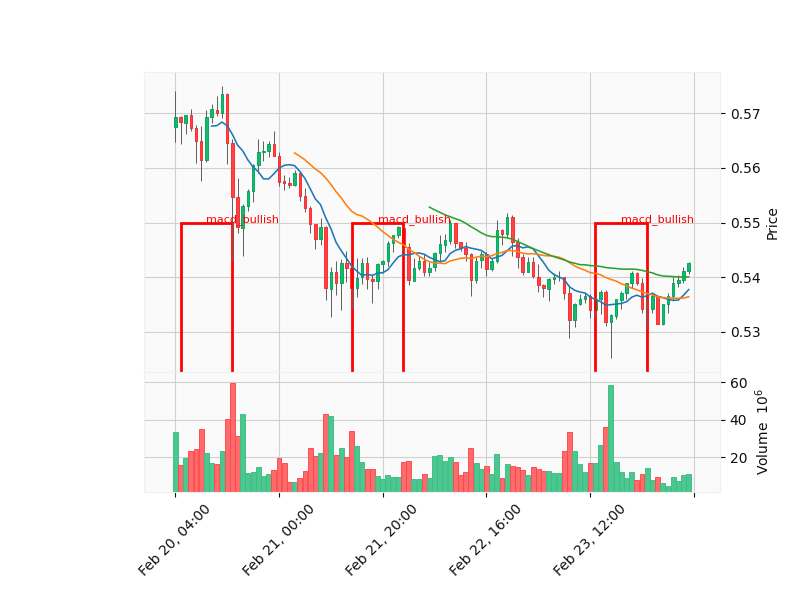 macd_bullish
macd_bullish
macd_bullish
0.57
0.56
0.55
0.54
0.53
Price
60
40
20
Volume 10^6
Feb 20, 04:00
Feb 21, 00:00
Feb 21, 20:00
Feb 22, 16:00
Feb 23, 12:00